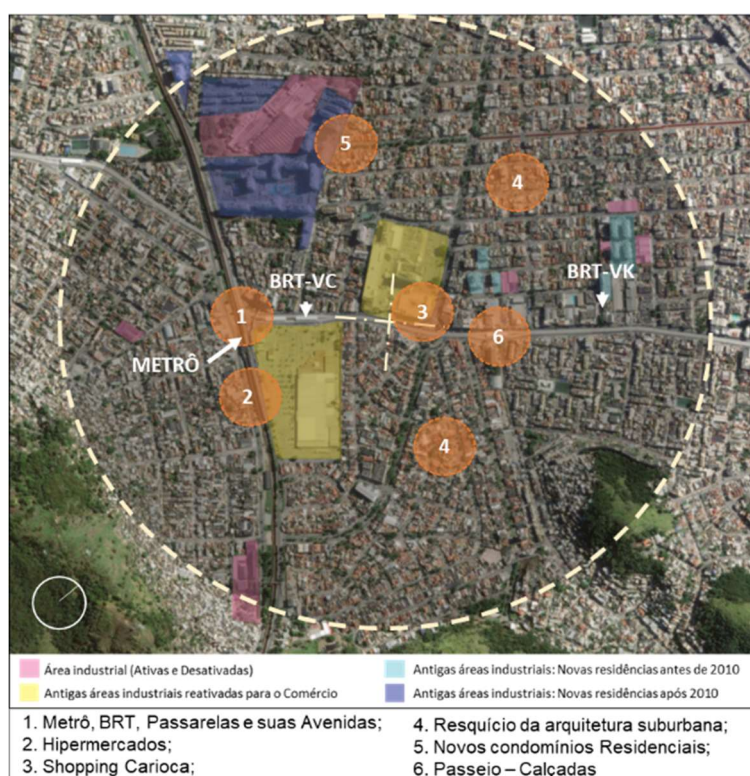 5
4
BRT-VC
BRT-VK
1
3
6
METRÔ
2
4
Área industrial (Ativas e Desativadas)
Antigas áreas industriais reativadas para o Comércio
Antigas áreas industriais: Novas residências antes de 2010
Antigas áreas industriais: Novas residências após 2010
1. Metrô, BRT, Passarelas e suas Avenidas;
2. Hipermercados;
3. Shopping Carioca;
4. Resquício da arquitetura suburbana;
5. Novos condomínios Residenciais;
6. Passeio – Calçadas